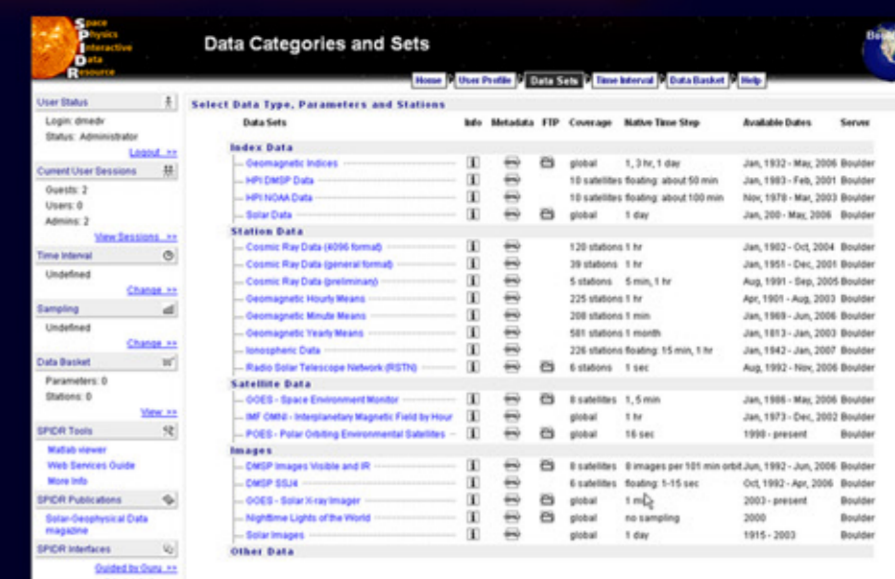 Space
Physics
Interactive
Data
Resource
Data Categories and Sets
Home
User Profile
Data Sets
Time Interval
Data Basket
Help
User Status
Login: dmedv
Status: Administrator
Logout >>
Current User Sessions
Guests: 2
Users: 0
Admins: 2
View Sessions >>
Time Interval
Undefined
Change >>
Sampling
Undefined
Change >>
Data Basket
Parameters: 0
Stations: 0
View >>
SPIDR Tools
Matlab viewer
Web Services Guide
More Info
SPIDR Publications
Solar-Geophysical Data
magazine
SPIDR Interfaces
Guided by Guru >>
Select Data Type, Parameters and Stations
Data Sets Info Metadata FTP Coverage Native Time Step Available Dates Server
Index Data
Geomagnetic Indices global 1, 3 hr, 1 day Jan, 1932 - May, 2006 Boulder
HPI DMSP Data 10 satellites floating: about 50 min Jan, 1983 - Feb, 2001 Boulder
HPI NOAA Data 10 satellites floating: about 100 min Nov, 1978 - Mar, 2003 Boulder
Solar Data global 1 day Jan, 200 - May, 2006 Boulder
Station Data
Cosmic Ray Data (4096 format) 120 stations 1 hr Jan, 1902 - Oct, 2004 Boulder
Cosmic Ray Data (general format) 39 stations 1 hr Jan, 1951 - Dec, 2001 Boulder
Cosmic Ray Data (preliminary) 5 stations 5 min, 1 hr Aug, 1991 - Sep, 2005 Boulder
Geomagnetic Hourly Means 225 stations 1 hr Apr, 1901 - Aug, 2003 Boulder
Geomagnetic Minute Means 208 stations 1 min Jan, 1969 - Jun, 2006 Boulder
Geomagnetic Yearly Means 581 stations 1 month Jan, 1813 - Jan, 2003 Boulder
Ionospheric Data 226 stations floating: 15 min, 1 hr Jan, 1942 - Jan, 2007 Boulder
Radio Solar Telescope Network (RSTN) 6 stations 1 sec Aug, 1992 - Nov, 2006 Boulder
Satellite Data
GOES - Space Environment Monitor 8 satellites 1, 5 min Jan, 1986 - May, 2006 Boulder
IMF OMNI - Interplanetary Magnetic Field by Hour global 1 hr Jan, 1973 - Dec, 2002 Boulder
POES - Polar Orbiting Environmental Satellites global 16 sec 1998 - present Boulder
Images
DMSP Images Visible and IR 8 satellites 8 images per 101 min orbit Jun, 1992 - Jun, 2006 Boulder
DMSP SSJ4 6 satellites floating: 1-15 sec Oct, 1992 - Apr, 2006 Boulder
GOES - Solar X-ray Imager global 1 2003 - present Boulder
Nighttime Lights of the World global no sampling 2000 Boulder
Solar Images global 1 day 1915 - 2003 Boulder
Other Data